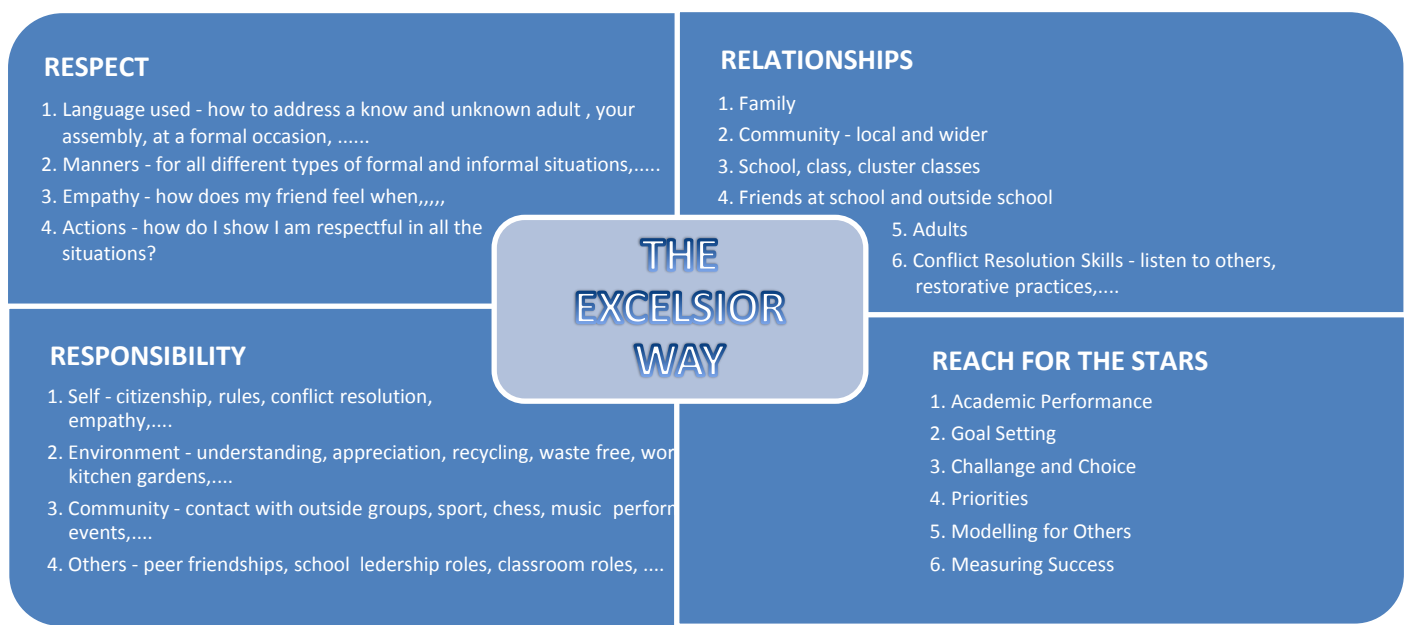 RESPECT
1. Language used - how to address a know and unknown adult , your
assembly, at a formal occasion, ......
2. Manners - for all different types of formal and informal situations,.....
3. Empathy - how does my friend feel when,,,,,
4. Actions - how do I show I am respectful in all the
situations?
RELATIONSHIPS
1. Family
2. Community - local and wider
3. School, class, cluster classes
4. Friends at school and outside school
5. Adults
6. Conflict Resolution Skills - listen to others,
restorative practices,....
THE
EXCELSIOR
WAY
RESPONSIBILITY
1. Self - citizenship, rules, conflict resolution,
empathy,....
2. Environment - understanding, appreciation, recycling, waste free,
kitchen gardens,....
3. Community - contact with outside groups, sport, chess, music
events,....
4. Others - peer friendships, school ledership roles, classroom roles, ....
REACH FOR THE STARS
1. Academic Performance
2. Goal Setting
3. Challange and Choice
4. Priorities
5. Modelling for Others
6. Measuring Success